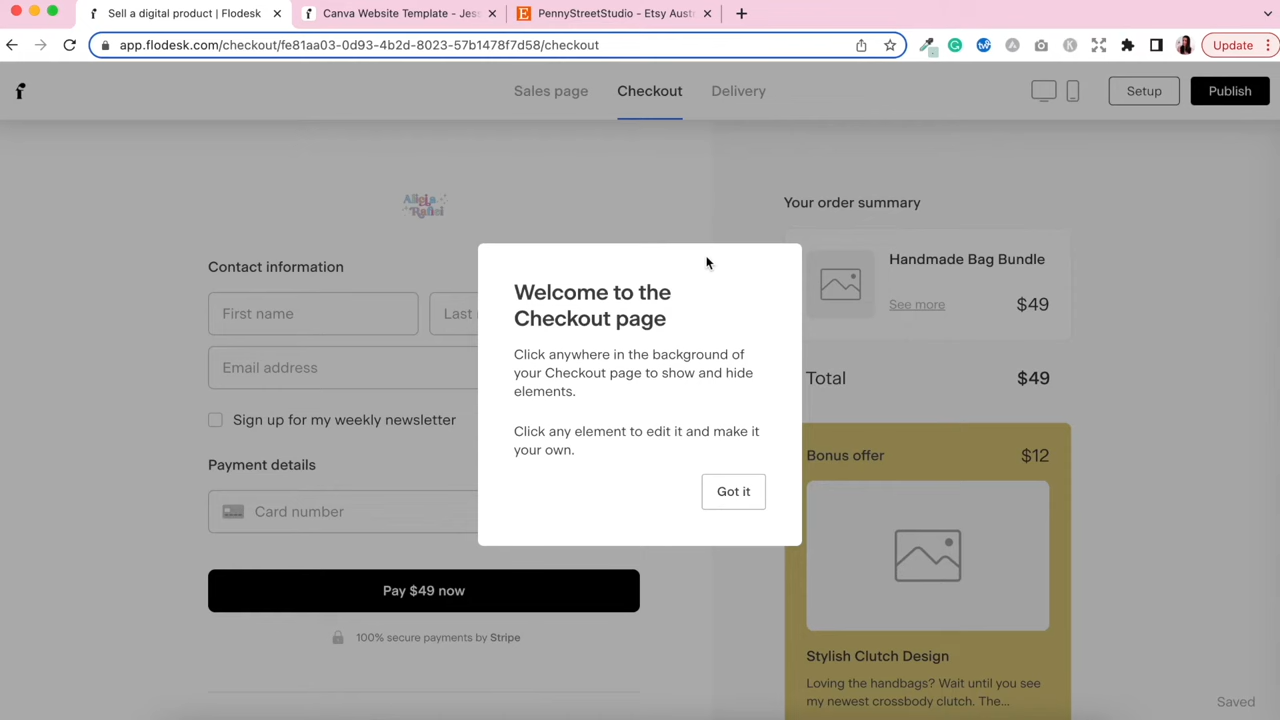 Sell a digital product | Flodesk
Canva Website Template - Jes
PennyStreetStudio - Etsy Aust
app.flodesk.com/checkout/fe81aa03-0d93-4b2d-8023-57b1478f7d58/checkout
Update
Sales page
Checkout
Delivery
Setup
Publish
Contact information
First name
Last
Email address
Sign up for my weekly newsletter
Payment details
Card number
Pay $49 now
100% secure payments by Stripe
Welcome to the
Checkout page
Click anywhere in the background of
your Checkout page to show and hide
elements.
Click any element to edit it and make it
your own.
Got it
Your order summary
Handmade Bag Bundle
See more
$49
Total
$49
Bonus offer
$12
Stylish Clutch Design
Loving the handbags? Wait until you see
my newest crossbody clutch. The...
Saved